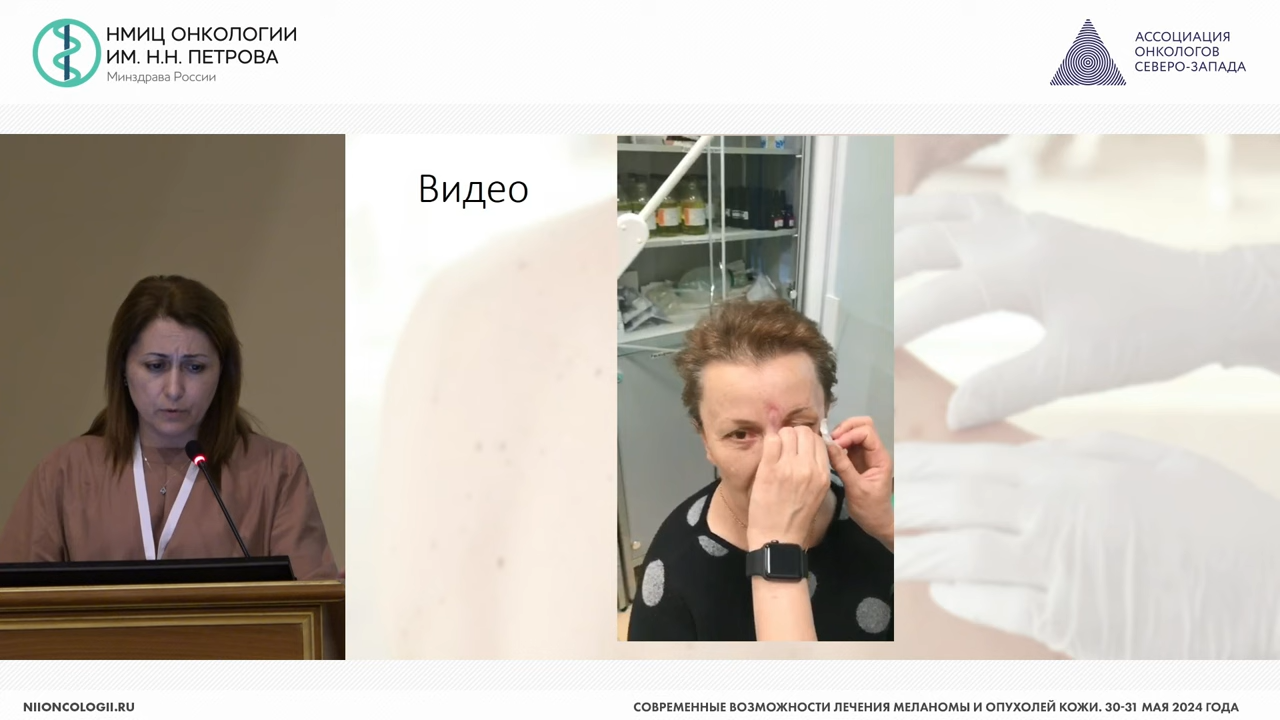 НМИЦ ОНКОЛОГИИ
ИМ. Н.Н. ПЕТРОВА
Минздрава России
АССОЦИАЦИЯ
ОНКОЛОГОВ
СЕВЕРО-ЗАПАДА
Видео
NIIONCOLOGII.RU
СОВРЕМЕННЫЕ ВОЗМОЖНОСТИ ЛЕЧЕНИЯ МЕЛАНОМЫ И ОПУХОЛЕЙ КОЖИ. 30-31 МАЯ 2024 ГОДА